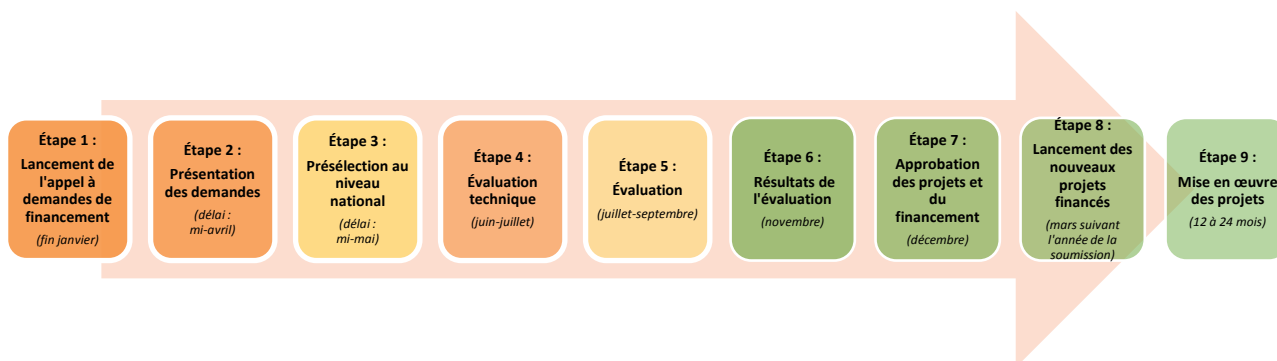 Étape 1 :
Lancement de
l'appel à
demandes de
financement
(fin janvier)
Étape 2 :
Présentation
des demandes
(délai :
mi-avril)
Étape 3 :
Présélection au
niveau
national
(délai :
mi-mai)
Étape 4 :
Évaluation
technique
(juin-juillet)
Étape 5 :
Évaluation
(juillet-septembre)
Étape 6 :
Résultats de
l'évaluation
(novembre)
Étape 7 :
Approbation
des projets et
du
financement
(décembre)
Étape 8 :
Lancement des
nouveaux
projets
financés
(mars suivant
l'année de la
soumission)
Étape 9 :
Mise en œuvre
des projets
(12 à 24 mois)